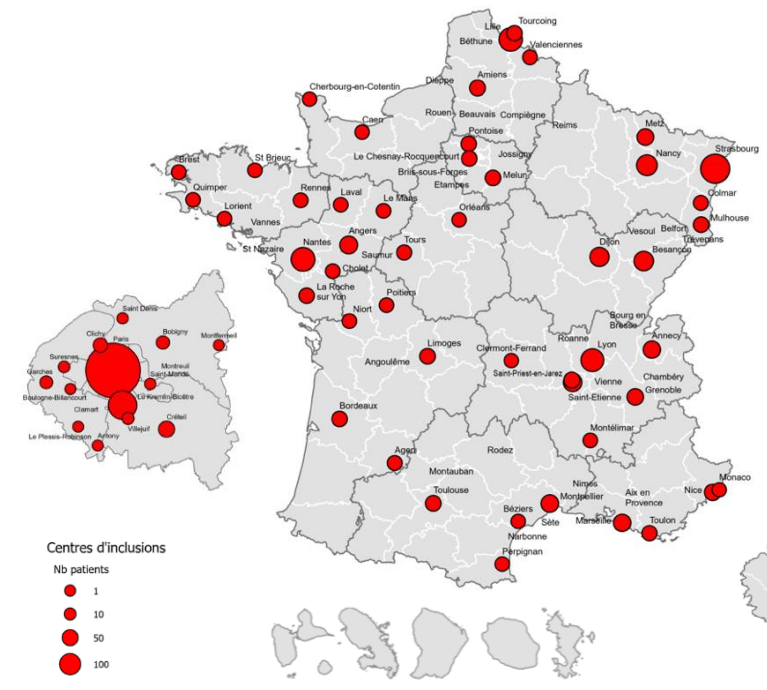 Tourcoing
Lille
Béthune
Valenciennes
Dieppe
Amiens
Cherbourg-en-Cotentin
Rouen
Beauvais
Compiègne
Caen
Reims
Metz
Pontoise
Strasbourg
Le Chesnay-Rocquencourt
Jossigny
Nancy
Brest
St Brieuc
Briis-sous-Forges
Melun
Etampes
Quimper
Rennes
Laval
Le Mans
Colmar
Lorient
Orléans
Mulhouse
Vannes
Belfort
Vesoul
Trévenans
Angers
St Nazaire
Nantes
Saumur
Tours
Dijon
Besançon
Cholet
La Roche
sur Yon
Poitiers
Niort
Bourg en
Bresse
Saint Denis
Clichy
Paris
Bobigny
Montfermeil
Suresnes
Montreuil
Garches
Saint-Mandé
Boulogne-Billancourt
Le Kremlin-Bicêtre
Clamart
Créteil
Villejuif
Le Plessis-Robinson
Antony
Roanne
Lyon
Annecy
Limoges
Clermont-Ferrand
Angoulême
Saint-Priest-en-Jarez
Vienne
Chambéry
Saint-Etienne
Grenoble
Bordeaux
Montélimar
Agen
Rodez
Montauban
Toulouse
Nimes
Montpellier
Aix en
Provence
Nice
Monaco
Béziers
Sète
Marseille
Toulon
Narbonne
Perpignan
Centres d'inclusions
Nb patients
1
10
50
100